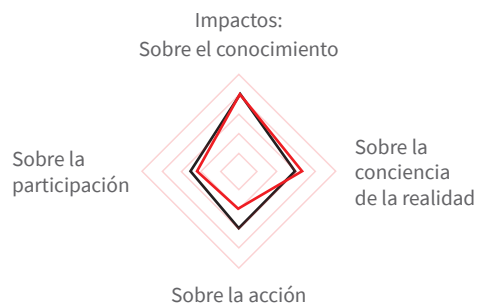 Impactos:
Sobre el conocimiento
Sobre la
participación
Sobre la
conciencia
de la realidad
Sobre la acción